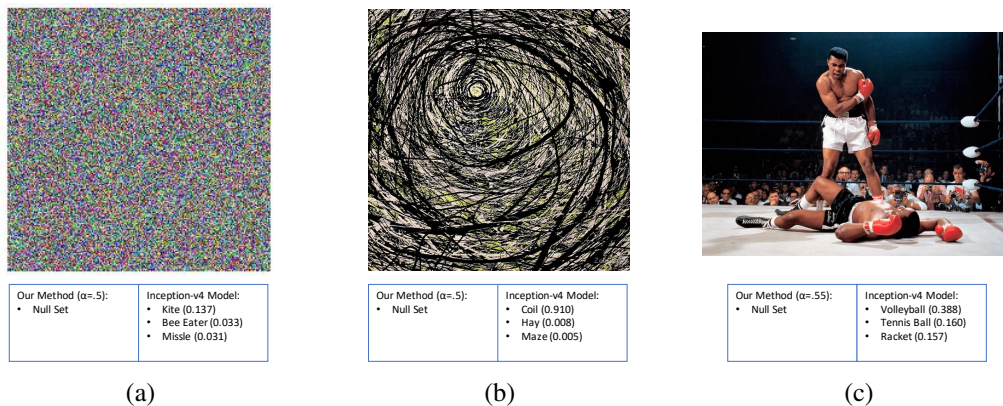 Our Method (α=.5):
• Null Set
Inception-v4 Model:
• Kite (0.137)
• Bee Eater (0.033)
• Missle (0.031)
(a)
Our Method (α=.5):
• Null Set
Inception-v4 Model:
• Coil (0.910)
• Hay (0.008)
• Maze (0.005)
(b)
Our Method (α=.55):
• Null Set
Inception-v4 Model:
• Volleyball (0.388)
• Tennis Ball (0.160)
• Racket (0.157)
(c)